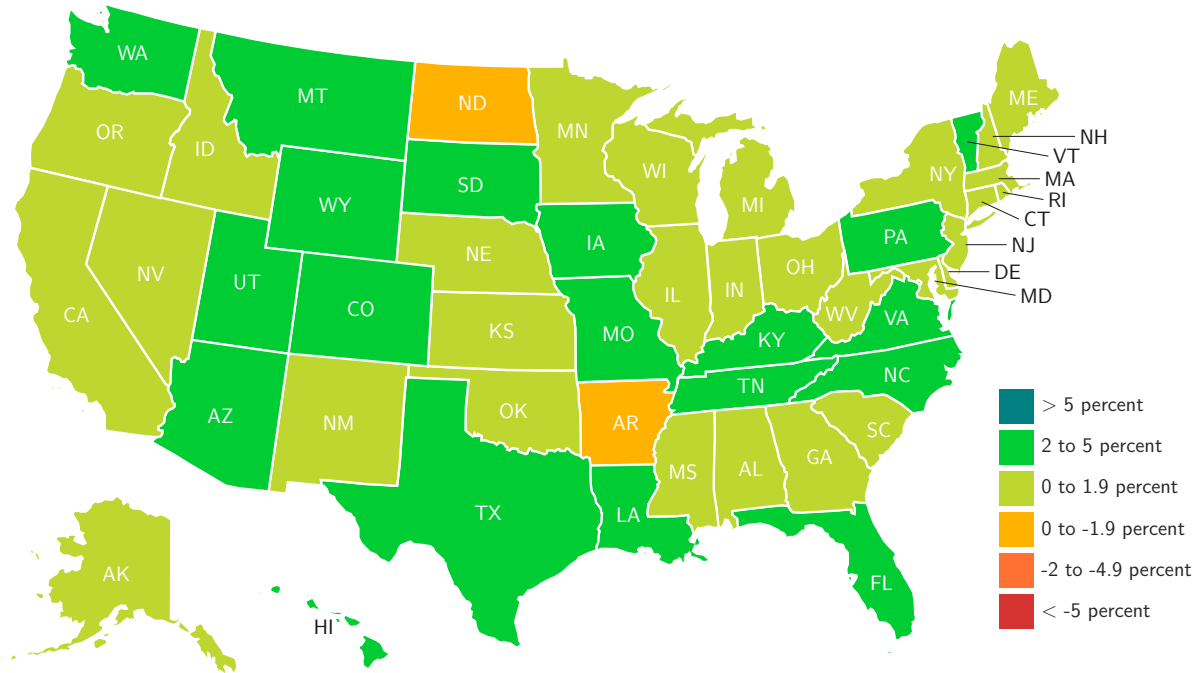 WA
MT
ND
ME
OR
ID
MN
NH
VT
WI
NY
MA
SD
RI
WY
MI
CT
IA
PA
NJ
NE
OH
DE
NV
UT
IL
IN
MD
CO
CA
WV
VA
KS
MO
KY
NC
TN
> 5 percent
AZ
NM
OK
AR
SC
2 to 5 percent
GA
MS
AL
0 to 1.9 percent
TX
LA
0 to -1.9 percent
AK
FL
-2 to -4.9 percent
HI
< -5 percent